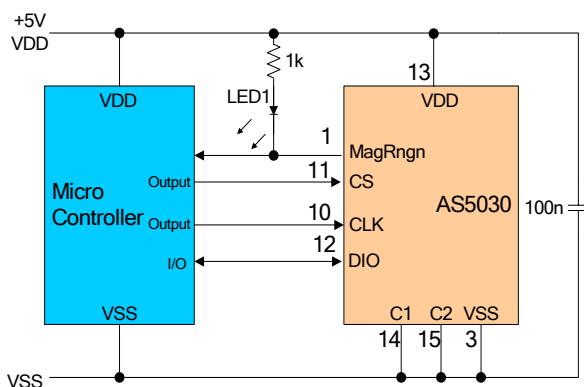 +5V
VDD
1k
13
VDD
VDD
LED1
1
MagRngn
Micro
Controller
Output
11
CS
AS5030
100n
Output
10
CLK
I/O
12
DIO
VSS
C1
C2
VSS
14
15
3
VSS